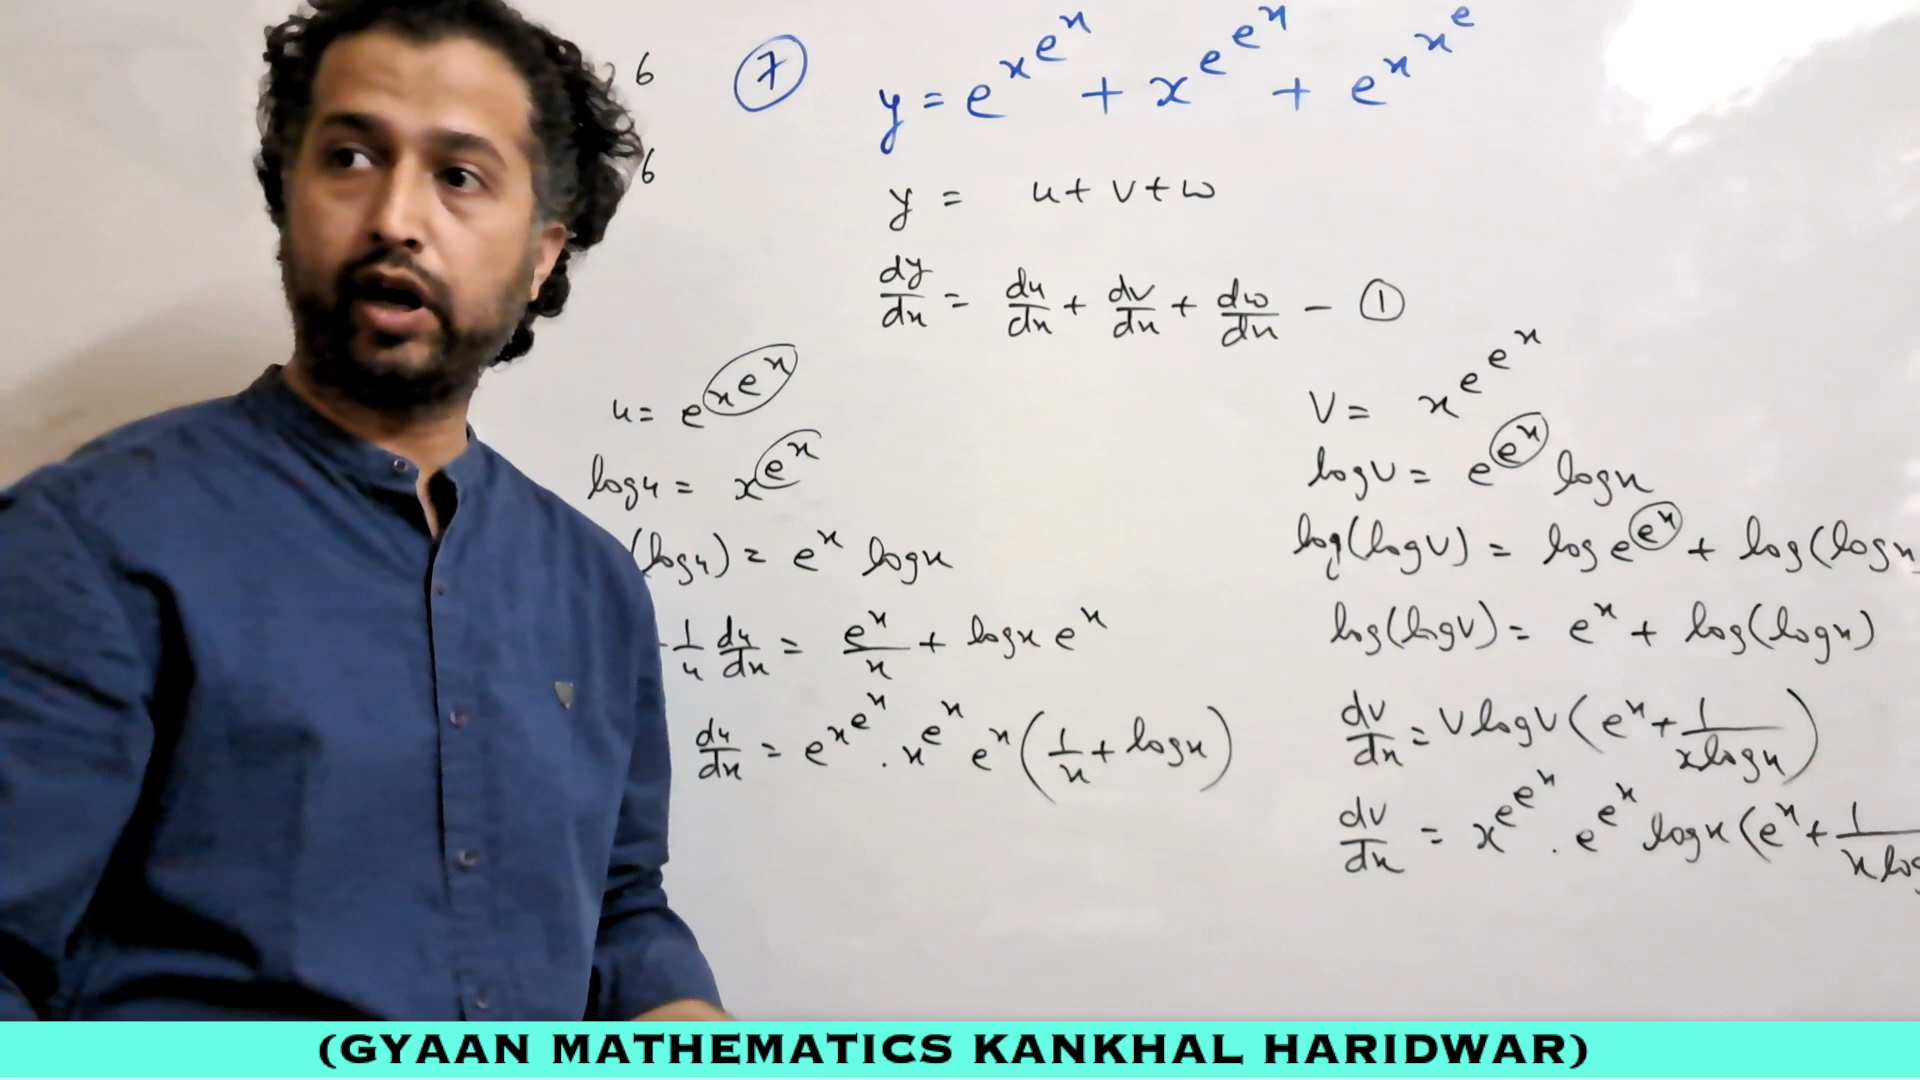 6
⑦ y = e^{x^{e^x}} + x^{e^{e^x}} + e^{x^{x^e}}
6
y = u + v + w
dy/dx = du/dx + dv/dx + dw/dx - ①
u = e^{x^{e^x}}
log u = x^{e^x}
(log u) = e^x log x
1/u du/dx = e^x/x + log x e^x
du/dx = e^{x^{e^x}} . x^{e^x} e^x (1/x + log x)
V = x^{e^{e^x}}
log V = e^{e^x} log x
log(log V) = log e^{e^x} + log(log x
log(log V) = e^x + log(log x)
dv/dx = V log V (e^x + 1/(x log x))
dv/dx = x^{e^{e^x}} . e^{e^x} log x (e^x + 1/(x log
(GYAAN MATHEMATICS KANKHAL HARIDWAR)